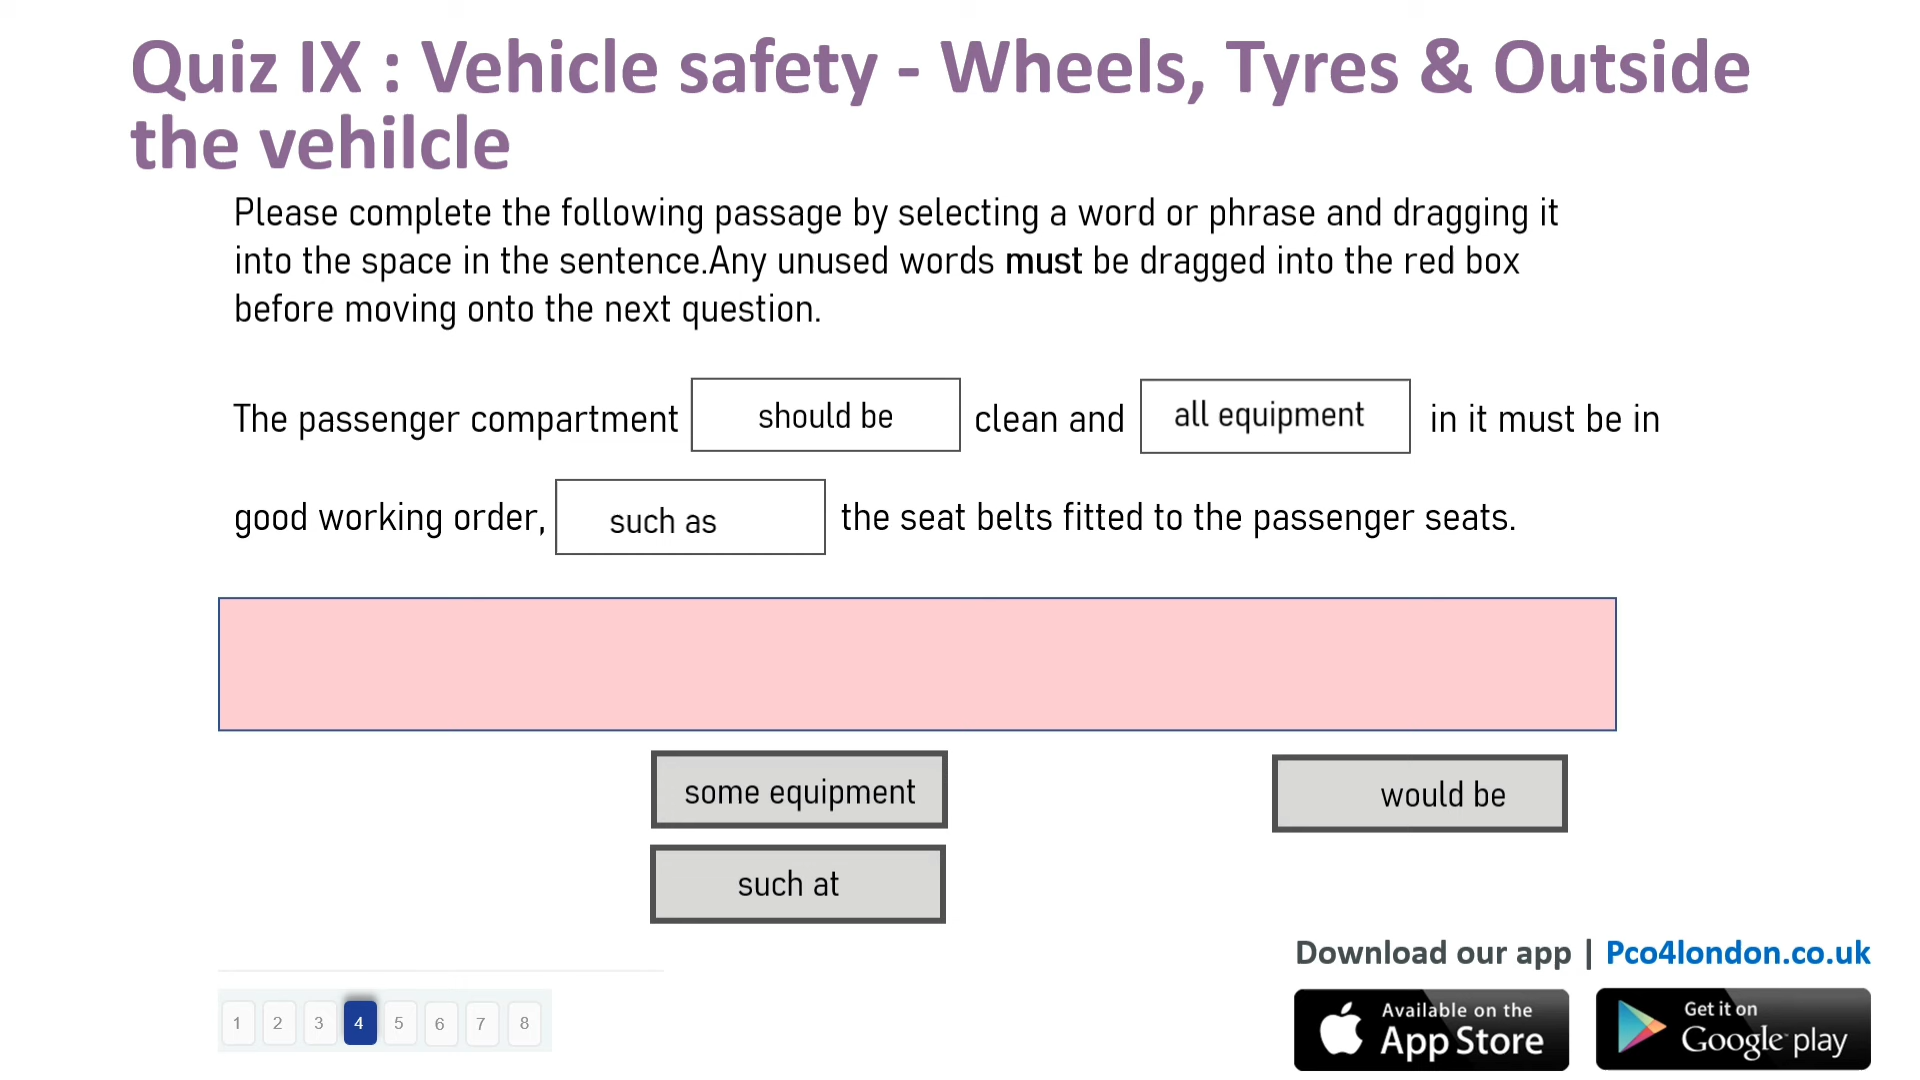 Quiz IX : Vehicle safety - Wheels, Tyres & Outside
the vehilcle
Please complete the following passage by selecting a word or phrase and dragging it
into the space in the sentence.Any unused words must be dragged into the red box
before moving onto the next question.
The passenger compartment should be clean and all equipment in it must be in
good working order, such as the seat belts fitted to the passenger seats.
some equipment would be
such at
Download our app | Pco4london.co.uk
Available on the Get it on
App Store Google play
1 2 3 4 5 6 7 8